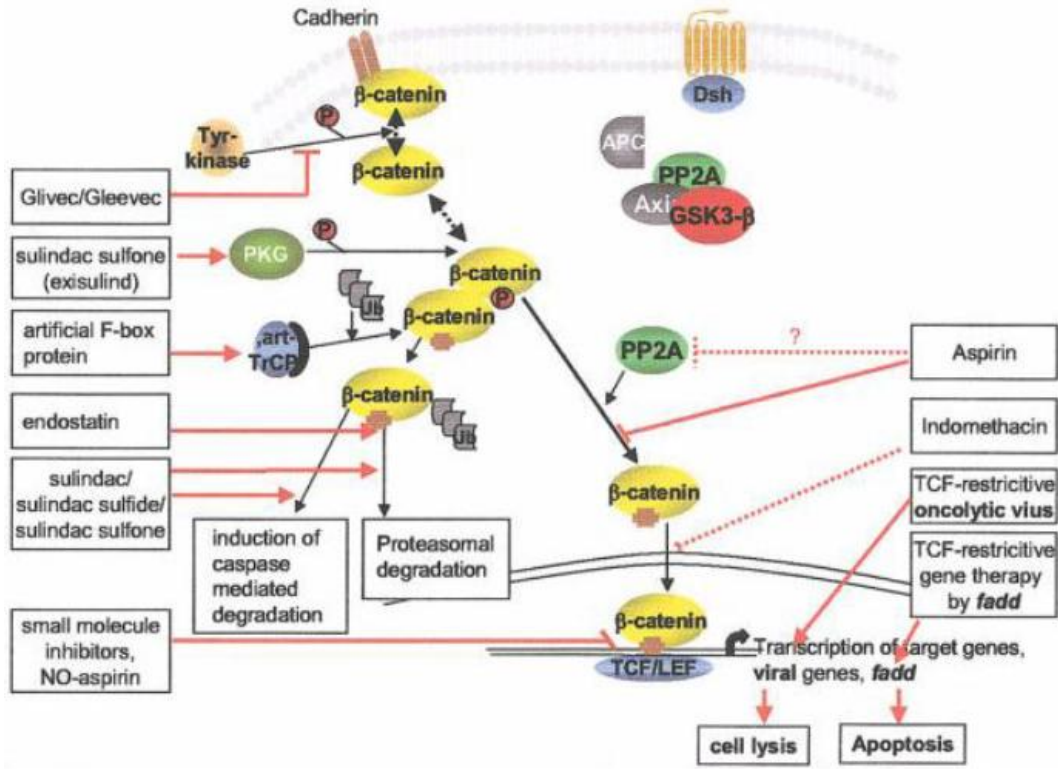 Cadherin
β-catenin
Dsh
P
Tyr-
kinase
APC
β-catenin
PP2A
Axi
GSK3-β
Glivec/Gleevec
P
sulindac sulfone
(exisulind)
PKG
β-catenin
P
Ub
β-catenin
artificial F-box
protein
,art-
TrCP
PP2A
?
Aspirin
β-catenin
Ub
endostatin
Indomethacin
sulindac/
sulindac sulfide/
sulindac sulfone
β-catenin
TCF-restricitive
oncolytic vius
induction of
caspase
mediated
degradation
Proteasomal
degradation
TCF-restricitive
gene therapy
by fadd
small molecule
inhibitors,
NO-aspirin
β-catenin
TCF/LEF
Transcription of target genes,
viral genes, fadd
cell lysis
Apoptosis